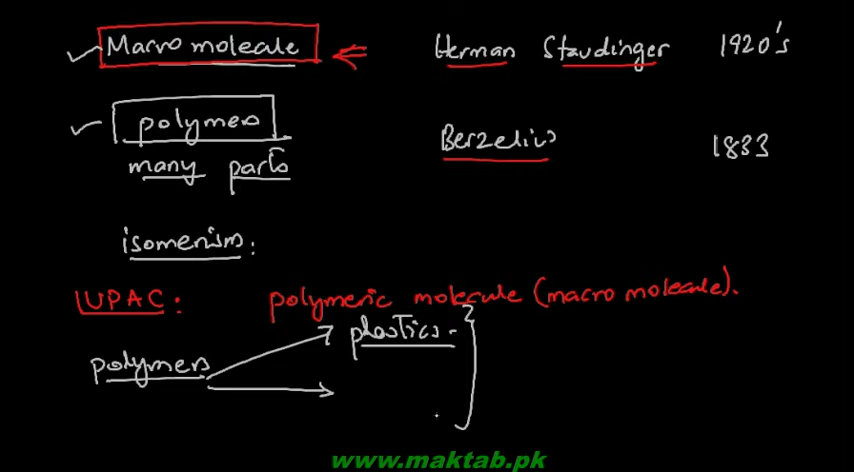 Macro molecule Herman Staudinger 1920's
polymers Berzelius 1833
many parts
isomerism:
IUPAC: polymeric molecule (macro molecule).
plastics -
polymers
www.maktab.pk